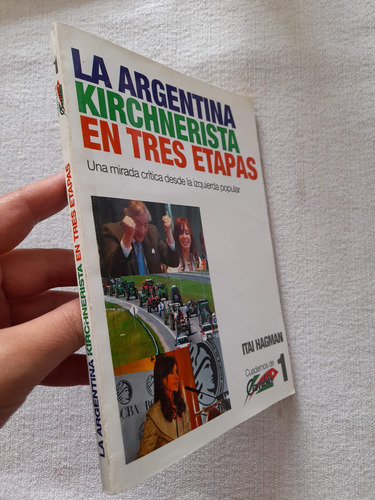 LA ARGENTINA
KIRCHNERISTA
EN TRES ETAPAS
Una mirada crítica desde la izquierda popular
ITAI HAGMAN
Cuadernos de
1
LA ARGENTINA KIRCHNERISTA EN TRES ETAPAS
1